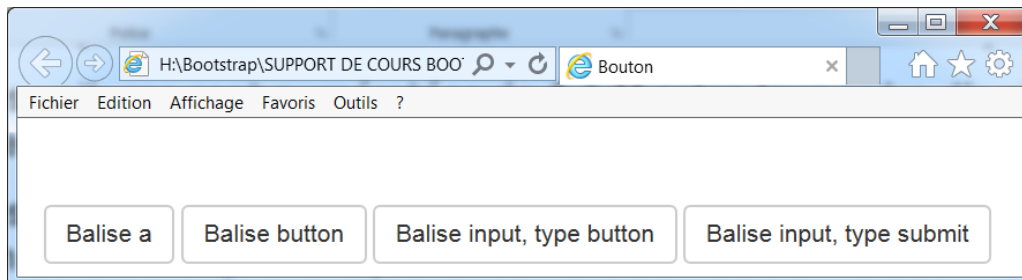 H:\Bootstrap\SUPPORT DE COURS BOO
Bouton
Fichier Edition Affichage Favoris Outils ?
Balise a
Balise button
Balise input, type button
Balise input, type submit